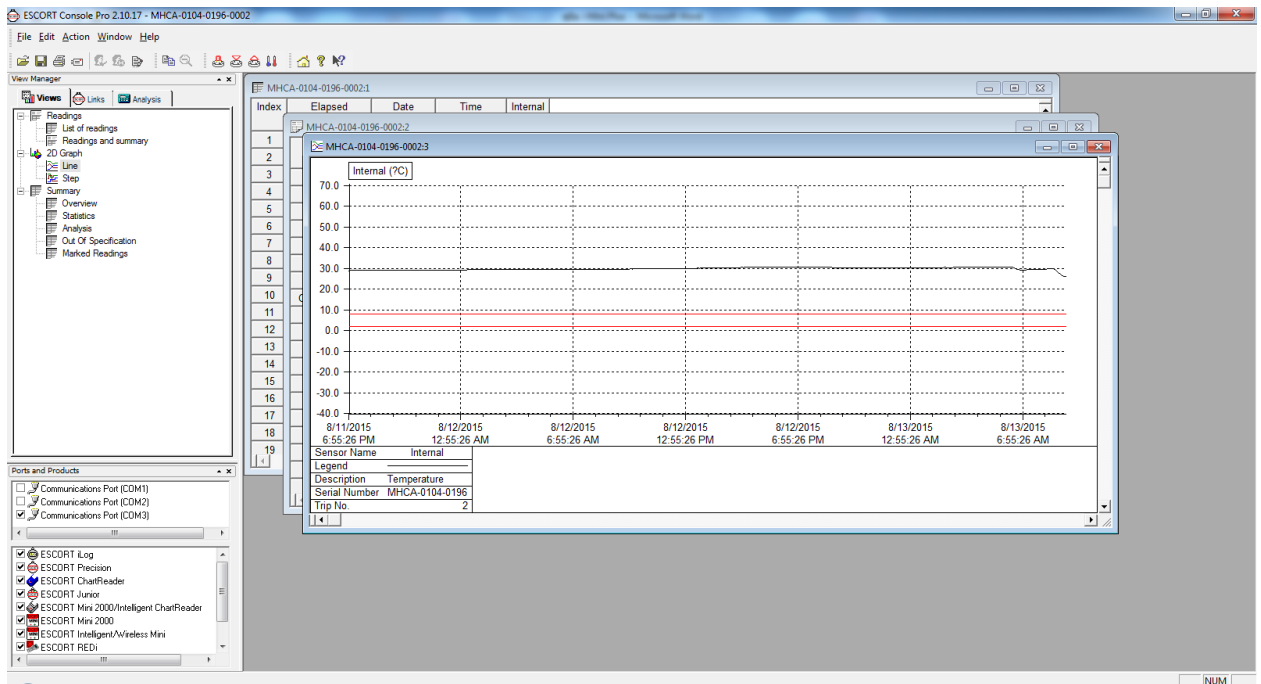 ESCORT Console Pro 2.10.17 - MHCA-0104-0196-0002
File Edit Action Window Help
View Manager
Views Links Analysis
Readings
List of readings
Readings and summary
2D Graph
Line
Step
Summary
Overview
Statistics
Analysis
Out Of Specification
Marked Readings
Ports and Products
Communications Port (COM1)
Communications Port (COM2)
Communications Port (COM3)
ESCORT iLog
ESCORT Precision
ESCORT ChartReader
ESCORT Junior
ESCORT Mini 2000/Intelligent ChartReader
ESCORT Mini 2000
ESCORT Intelligent/Wireless Mini
ESCORT REDi
MHCA-0104-0196-0002:1
Index Elapsed Date Time Internal
1
2
3
4
5
6
7
8
9
10
11
12
13
14
15
16
17
18
19
MHCA-0104-0196-0002:2
MHCA-0104-0196-0002:3
Internal (?C)
70.0
60.0
50.0
40.0
30.0
20.0
10.0
0.0
-10.0
-20.0
-30.0
-40.0
8/11/2015 8/12/2015 8/12/2015 8/12/2015 8/12/2015 8/13/2015 8/13/2015
6:55:26 PM 12:55:26 AM 6:55:26 AM 12:55:26 PM 6:55:26 PM 12:55:26 AM 6:55:26 AM
Sensor Name Internal
Legend
Description Temperature
Serial Number MHCA-0104-0196
Trip No. 2
NUM